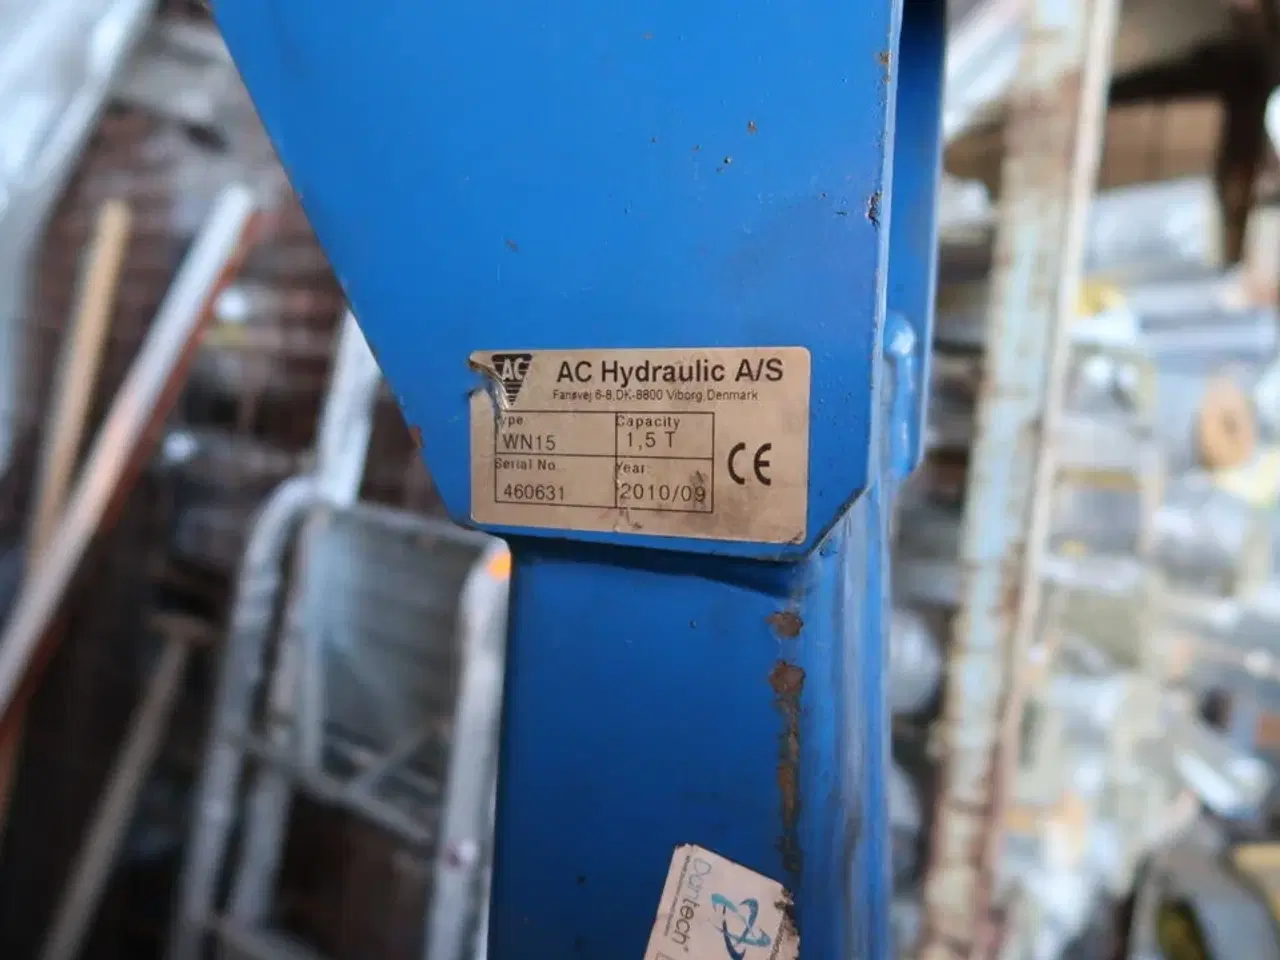 AC
AC Hydraulic A/S
Fanøvej 6-8, DK-8800 Viborg, Denmark
Type
Capacity
WN15
1,5 T
Serial No.
Year
460631
2010/09
CE
Dantech